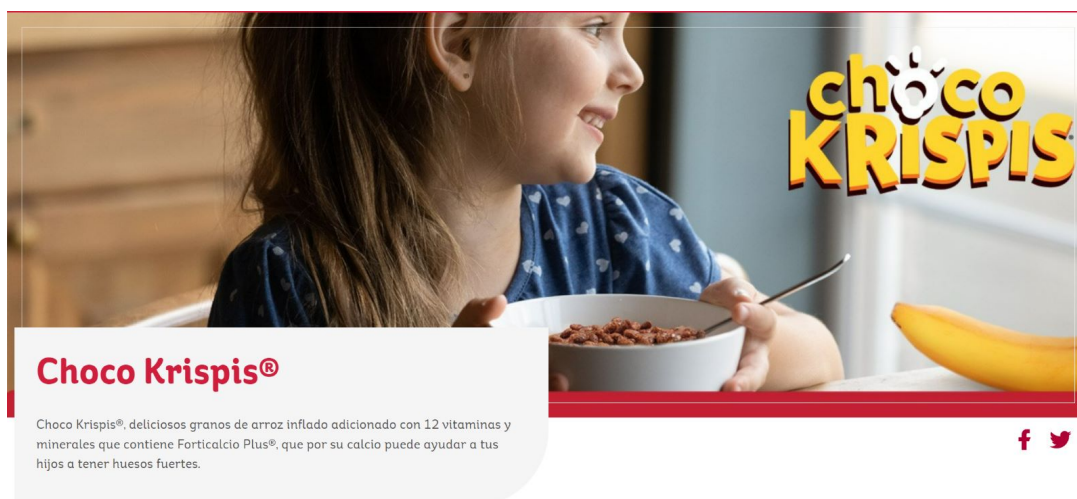 choco
KRISPIS
Choco Krispis®
Choco Krispis®, deliciosos granos de arroz inflado adicionado con 12 vitaminas y
minerales que contiene Forticalcio Plus®, que por su calcio puede ayudar a tus
hijos a tener huesos fuertes.